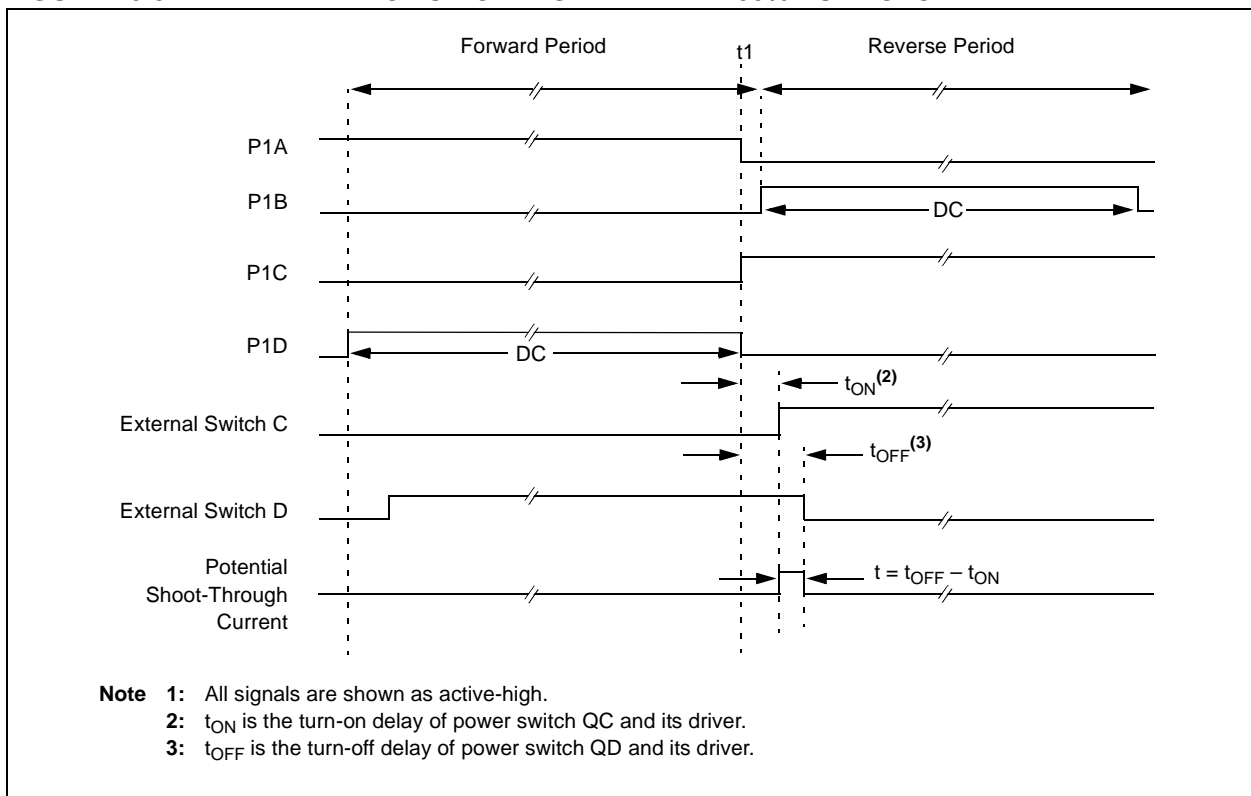 Forward Period
t1
Reverse Period
P1A
P1B
DC
P1C
P1D
DC
tON(2)
External Switch C
tOFF(3)
External Switch D
Potential
Shoot-Through
Current
t = tOFF – tON
Note 1: All signals are shown as active-high.
2: tON is the turn-on delay of power switch QC and its driver.
3: tOFF is the turn-off delay of power switch QD and its driver.